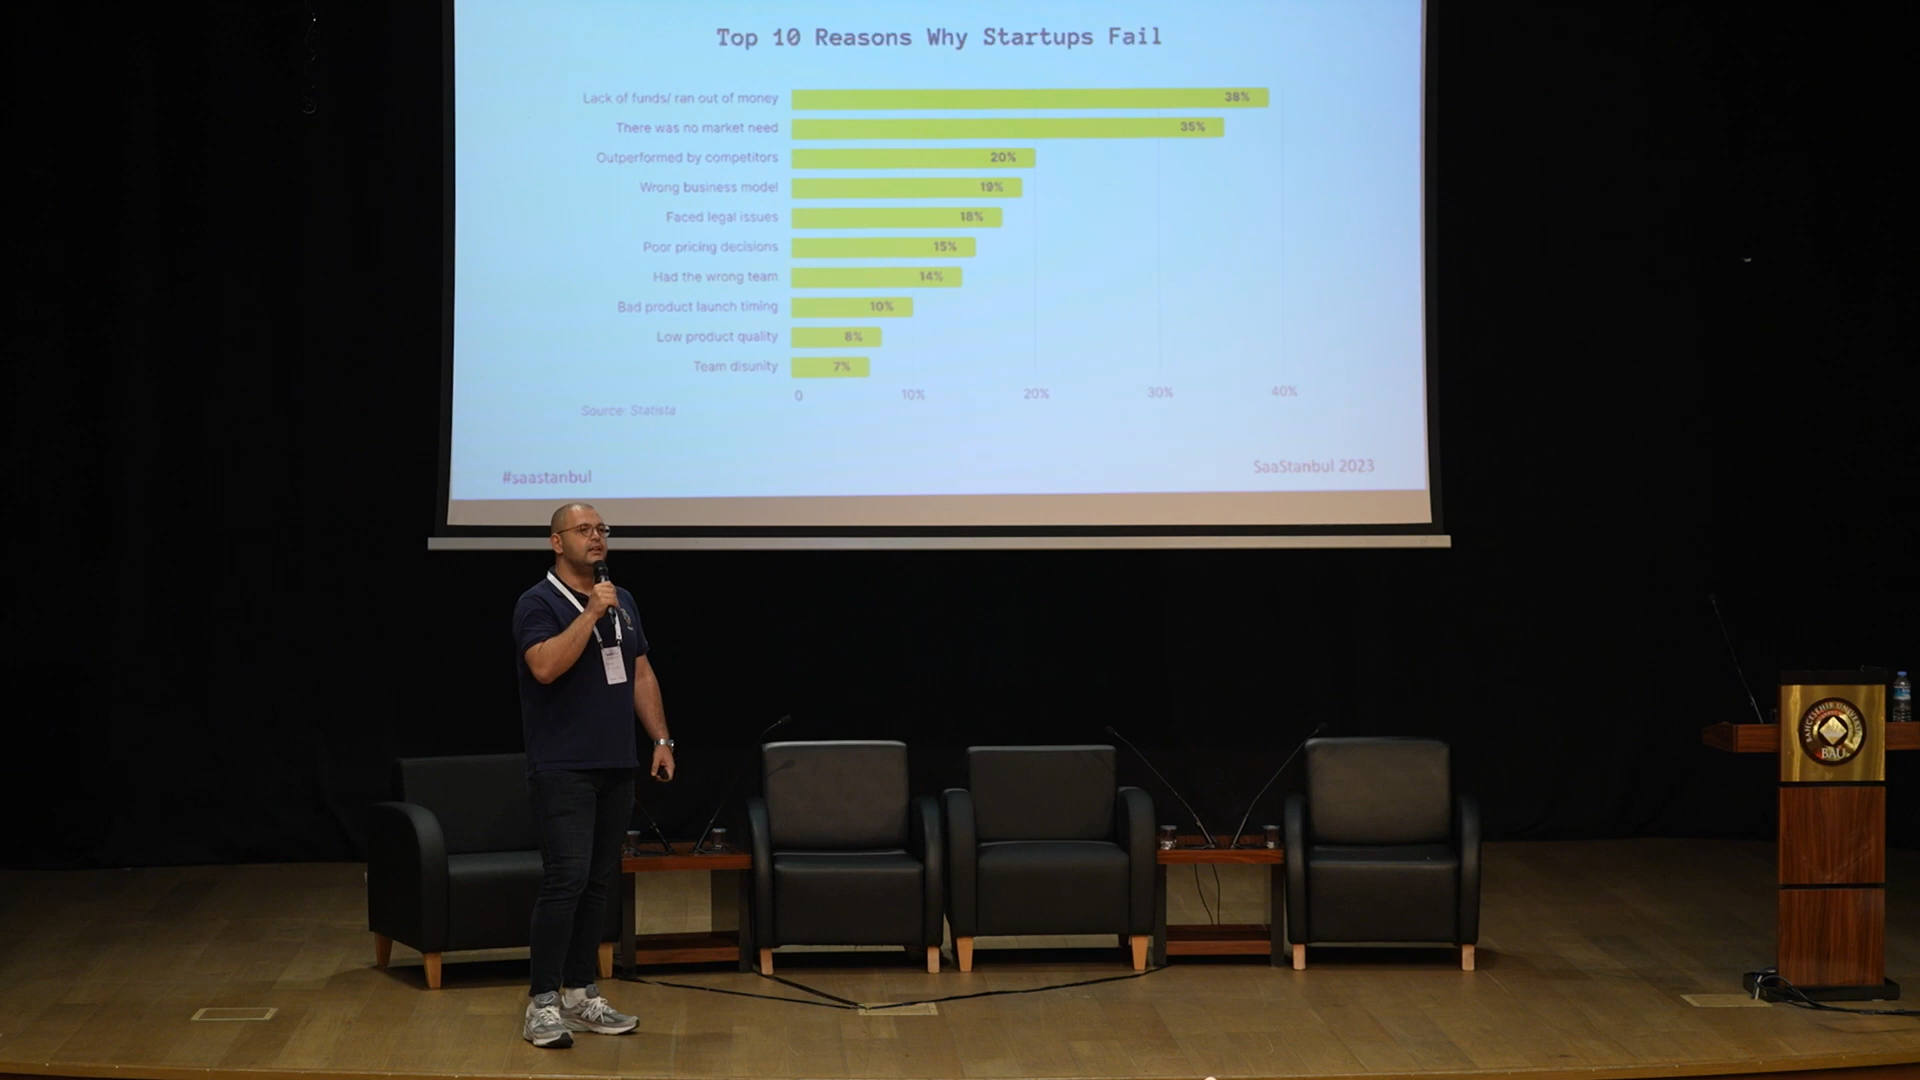 Top 10 Reasons Why Startups Fail
Lack of funds/ ran out of money 38%
There was no market need 35%
Outperformed by competitors 20%
Wrong business model 19%
Faced legal issues 18%
Poor pricing decisions 15%
Had the wrong team 14%
Bad product launch timing 10%
Low product quality 8%
Team disunity 7%
0 10% 20% 30% 40%
Source: Statista
#saastanbul
SaaStanbul 2023
BAU